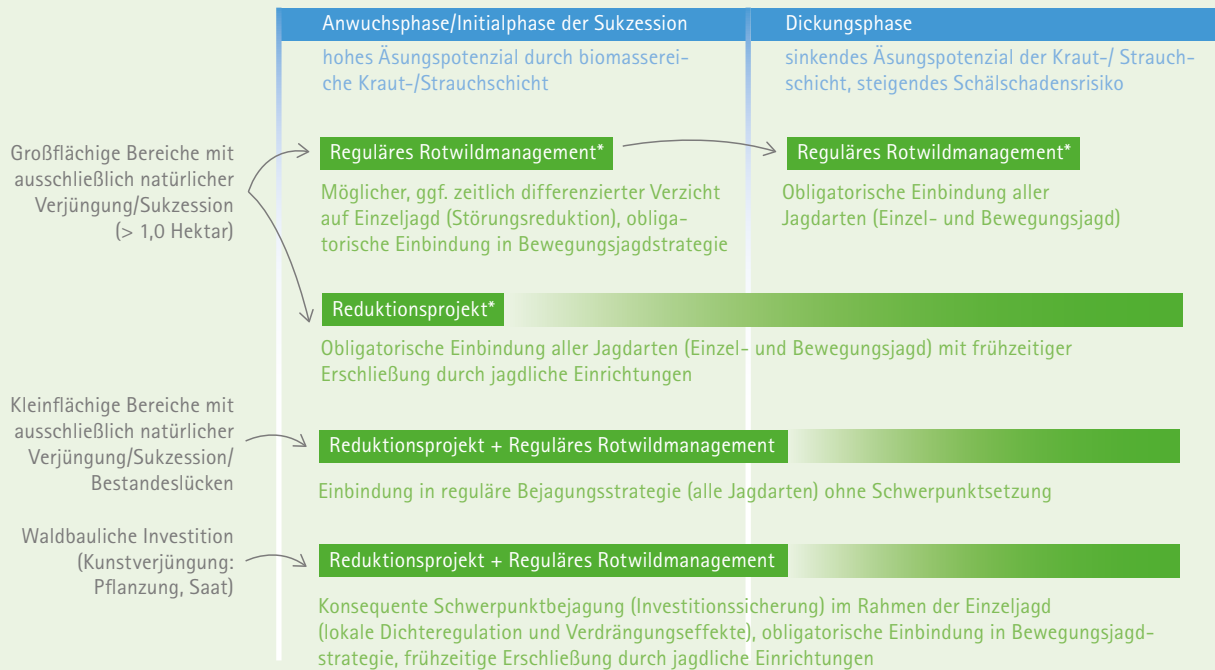 Anwuchsphase/Initialphase der Sukzession
hohes Äsungspotenzial durch biomasserei-
che Kraut-/Strauchschicht
Dickungsphase
sinkendes Äsungspotenzial der Kraut-/ Strauch-
schicht, steigendes Schälschadensrisiko
Großflächige Bereiche mit
ausschließlich natürlicher
Verjüngung/Sukzession
(> 1,0 Hektar)
Reguläres Rotwildmanagement*
Möglicher, ggf. zeitlich differenzierter Verzicht
auf Einzeljagd (Störungsreduktion), obliga-
torische Einbindung in Bewegungsjagdstrategie
Reguläres Rotwildmanagement*
Obligatorische Einbindung aller
Jagdarten (Einzel- und Bewegungsjagd)
Reduktionsprojekt*
Obligatorische Einbindung aller Jagdarten (Einzel- und Bewegungsjagd) mit frühzeitiger
Erschließung durch jagdliche Einrichtungen
Kleinflächige Bereiche mit
ausschließlich natürlicher
Verjüngung/Sukzession/
Bestandeslücken
Reduktionsprojekt + Reguläres Rotwildmanagement
Einbindung in reguläre Bejagungsstrategie (alle Jagdarten) ohne Schwerpunktsetzung
Waldbauliche Investition
(Kunstverjüngung:
Pflanzung, Saat)
Reduktionsprojekt + Reguläres Rotwildmanagement
Konsequente Schwerpunktbejagung (Investitionssicherung) im Rahmen der Einzeljagd
(lokale Dichteregulation und Verdrängungseffekte), obligatorische Einbindung in Bewegungsjagd-
strategie, frühzeitige Erschließung durch jagdliche Einrichtungen